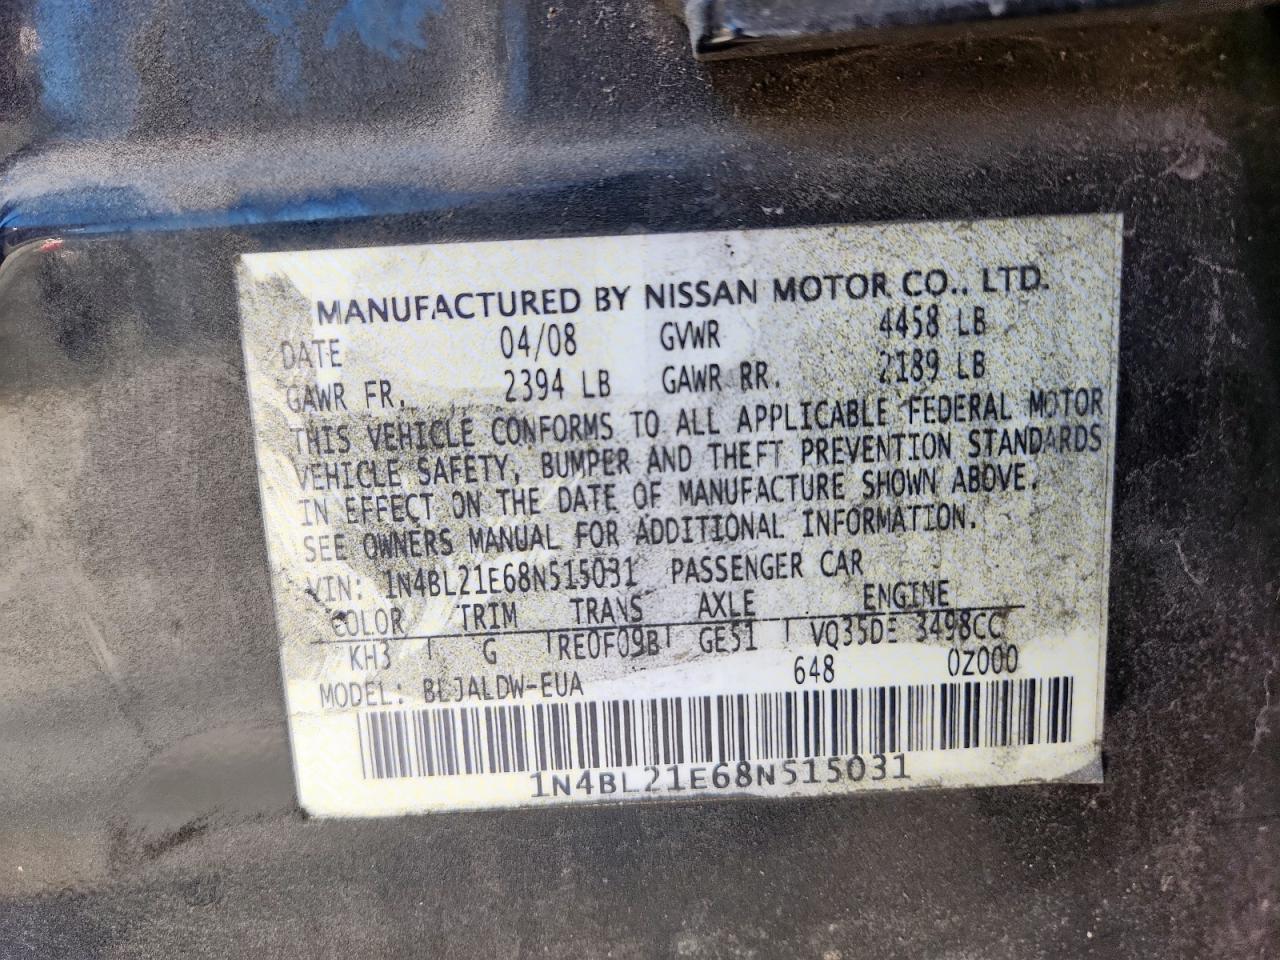 MANUFACTURED BY NISSAN MOTOR CO., LTD.
DATE 04/08 GVWR 4458 LB
GAWR FR. 2394 LB GAWR RR. 2189 LB
THIS VEHICLE CONFORMS TO ALL APPLICABLE FEDERAL MOTOR
VEHICLE SAFETY, BUMPER AND THEFT PREVENTION STANDARDS
IN EFFECT ON THE DATE OF MANUFACTURE SHOWN ABOVE.
SEE OWNERS MANUAL FOR ADDITIONAL INFORMATION.
VIN: 1N4BL21E68N515031 PASSENGER CAR
COLOR TRIM TRANS AXLE ENGINE
KH3 G RE0F09B GE51 VQ35DE 3498CC
648 0Z000
MODEL: BLJALDW-EUA
1N4BL21E68N515031